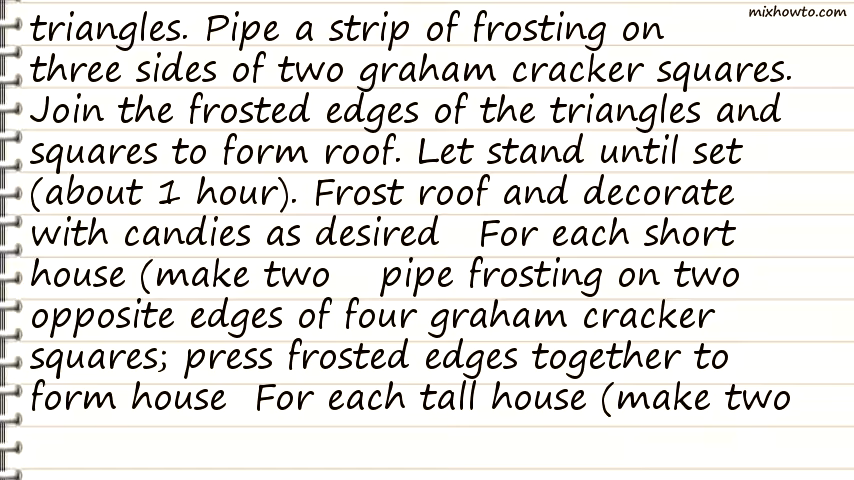 mixhowto.com
triangles. Pipe a strip of frosting on
three sides of two graham cracker squares.
Join the frosted edges of the triangles and
squares to form roof. Let stand until set
(about 1 hour). Frost roof and decorate
with candies as desired   For each short
house (make two    pipe frosting on two
opposite edges of four graham cracker
squares; press frosted edges together to
form house  For each tall house (make two